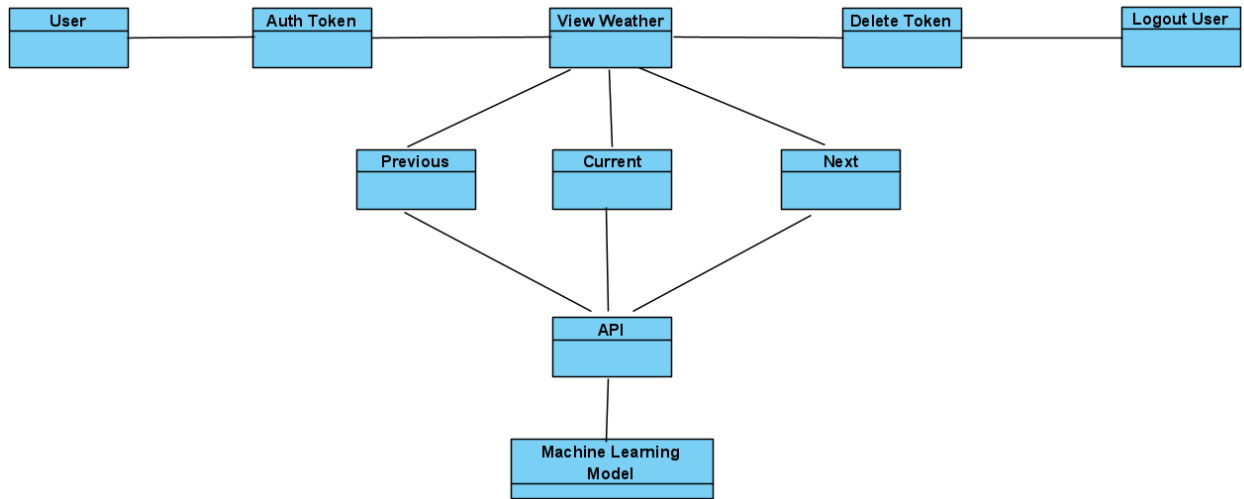 User
Auth Token
View Weather
Delete Token
Logout User
Previous
Current
Next
API
Machine Learning
Model